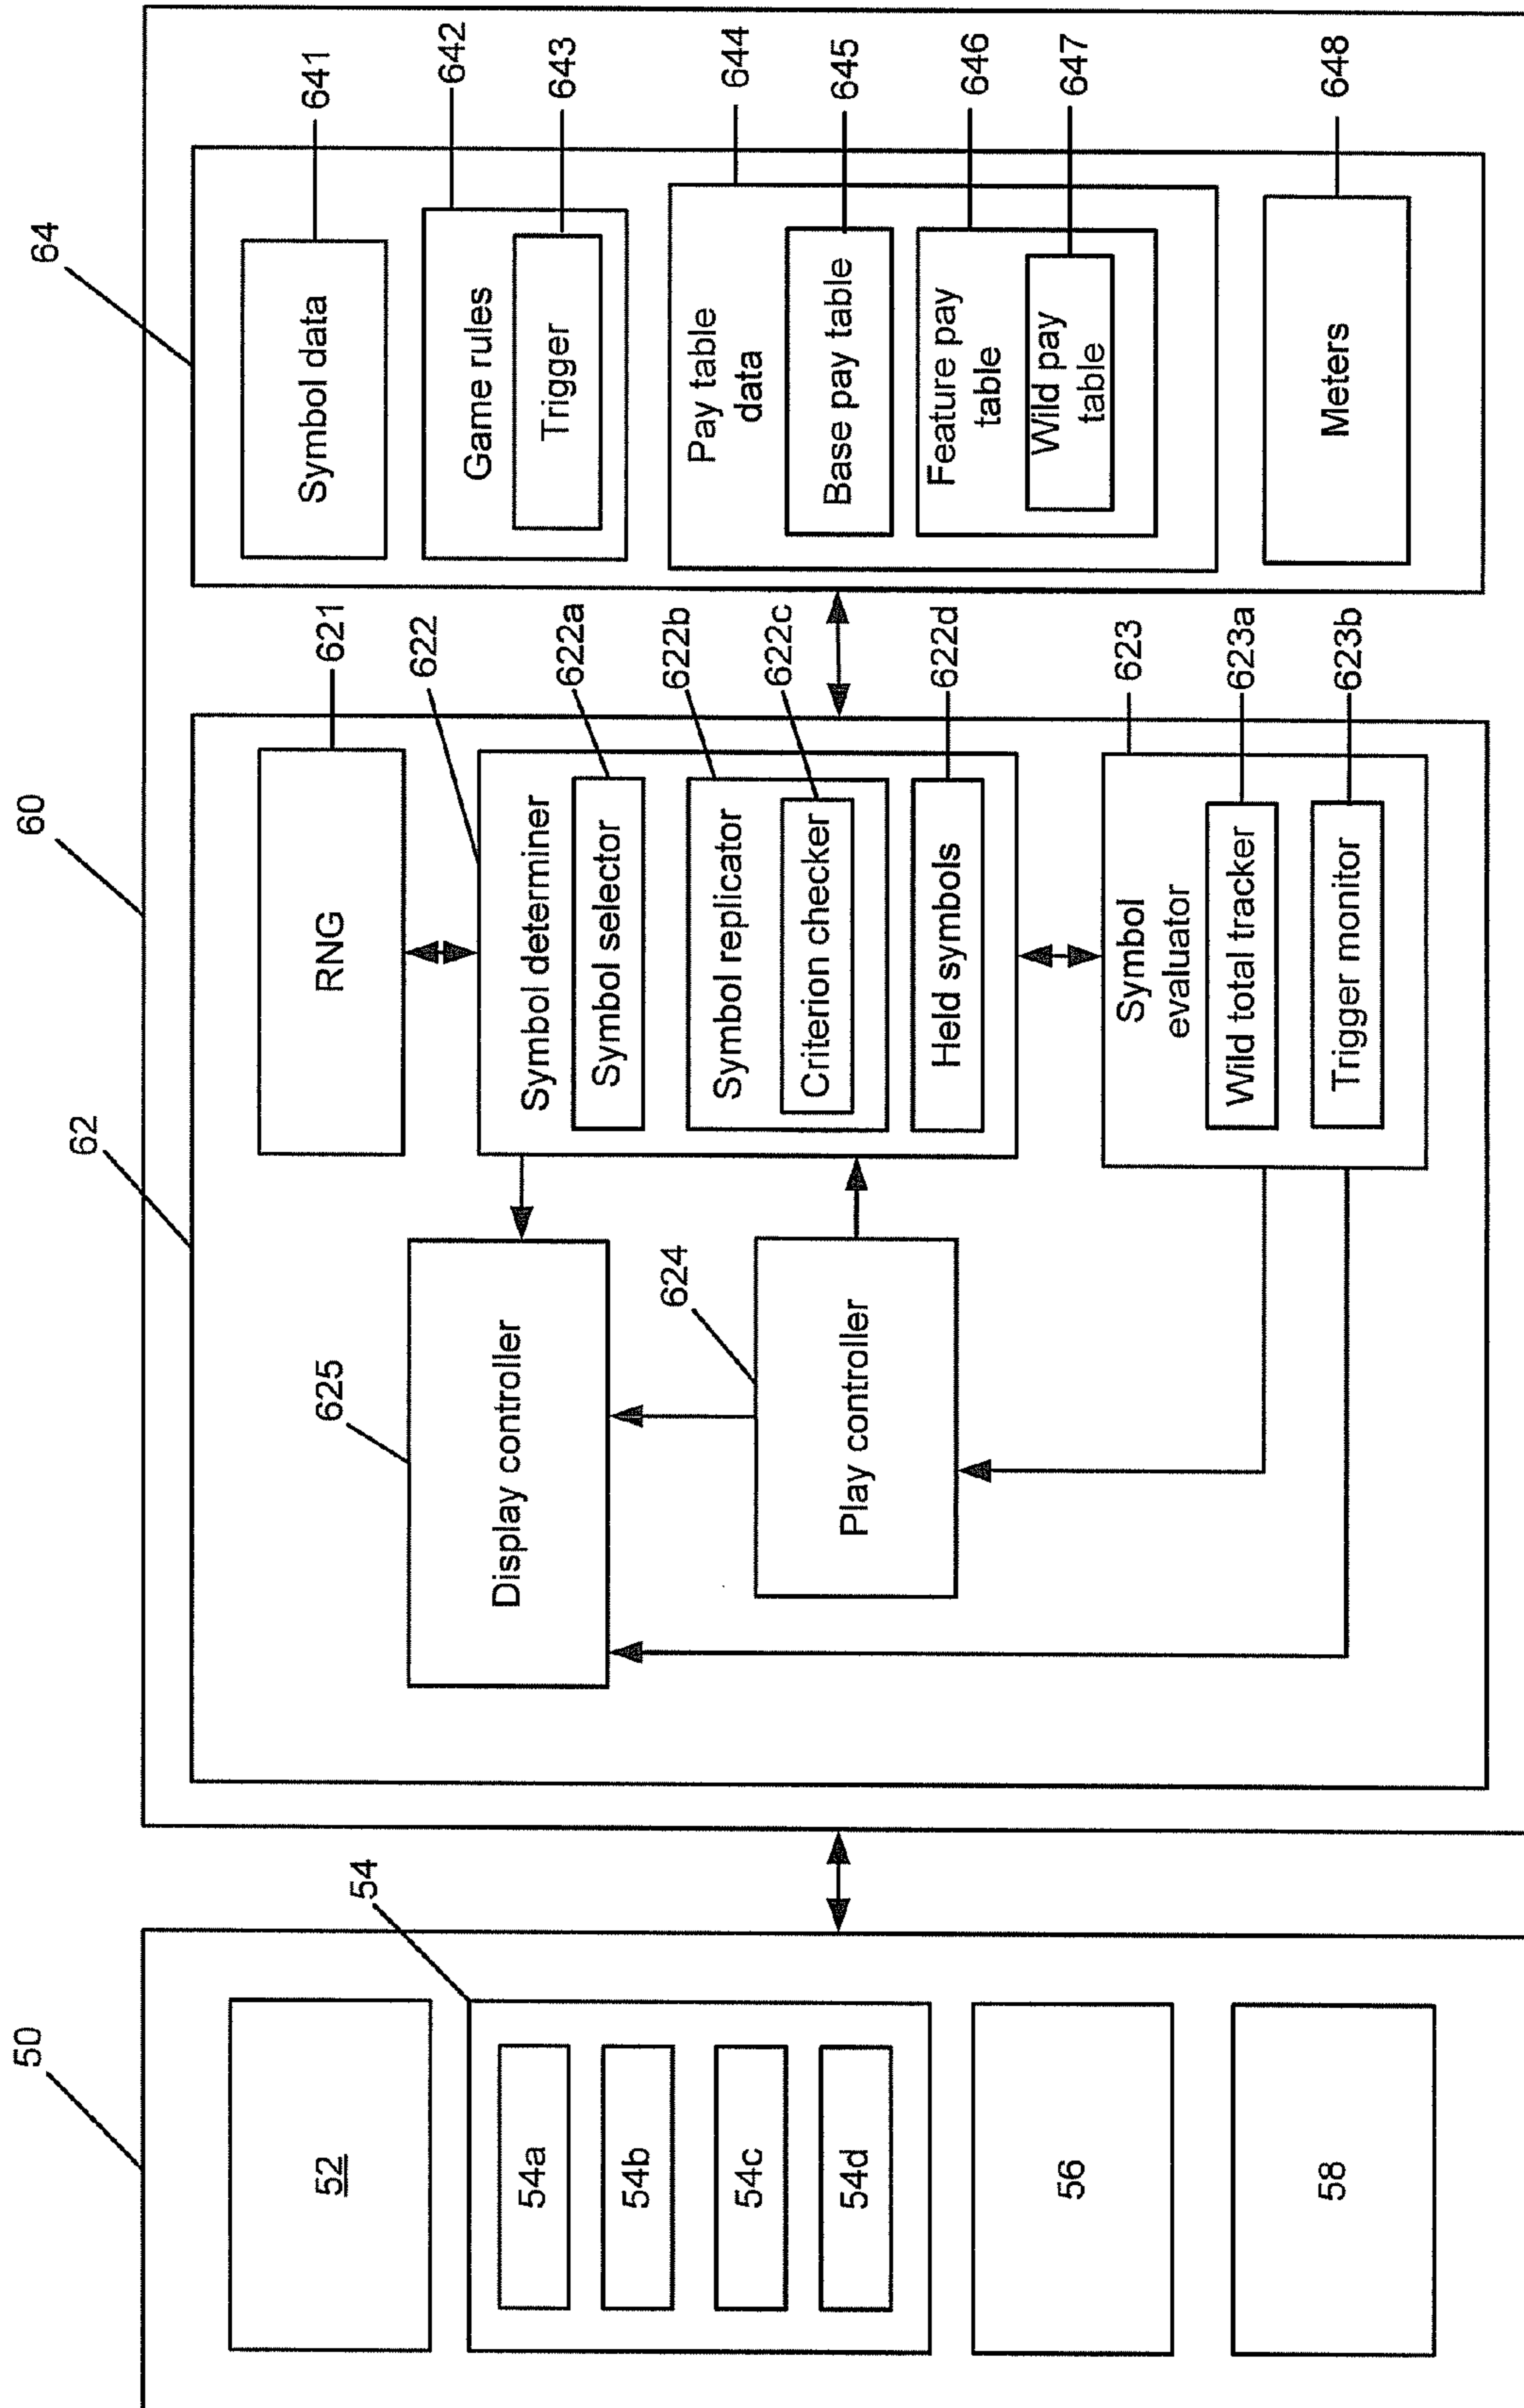 50
52
54
54a
54b
54c
54d
56
58
60
62
625
Display controller
624
Play controller
RNG
621
Symbol determiner
622
Symbol selector
622a
Symbol replicator
622b
Criterion checker
622c
Held symbols
622d
Symbol
evaluator
623
Wild total tracker
623a
Trigger monitor
623b
64
Symbol data
641
Game rules
642
Trigger
643
Pay table
data
644
Base pay table
645
Feature pay
table
646
Wild pay
table
647
Meters
648